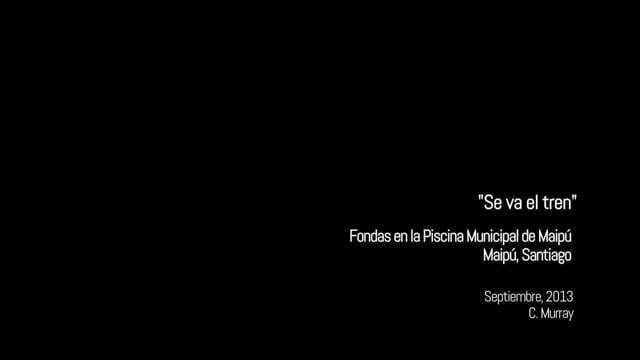 "Se va el tren"
Fondas en la Piscina Municipal de Maipú
Maipú, Santiago
Septiembre, 2013
C. Murray